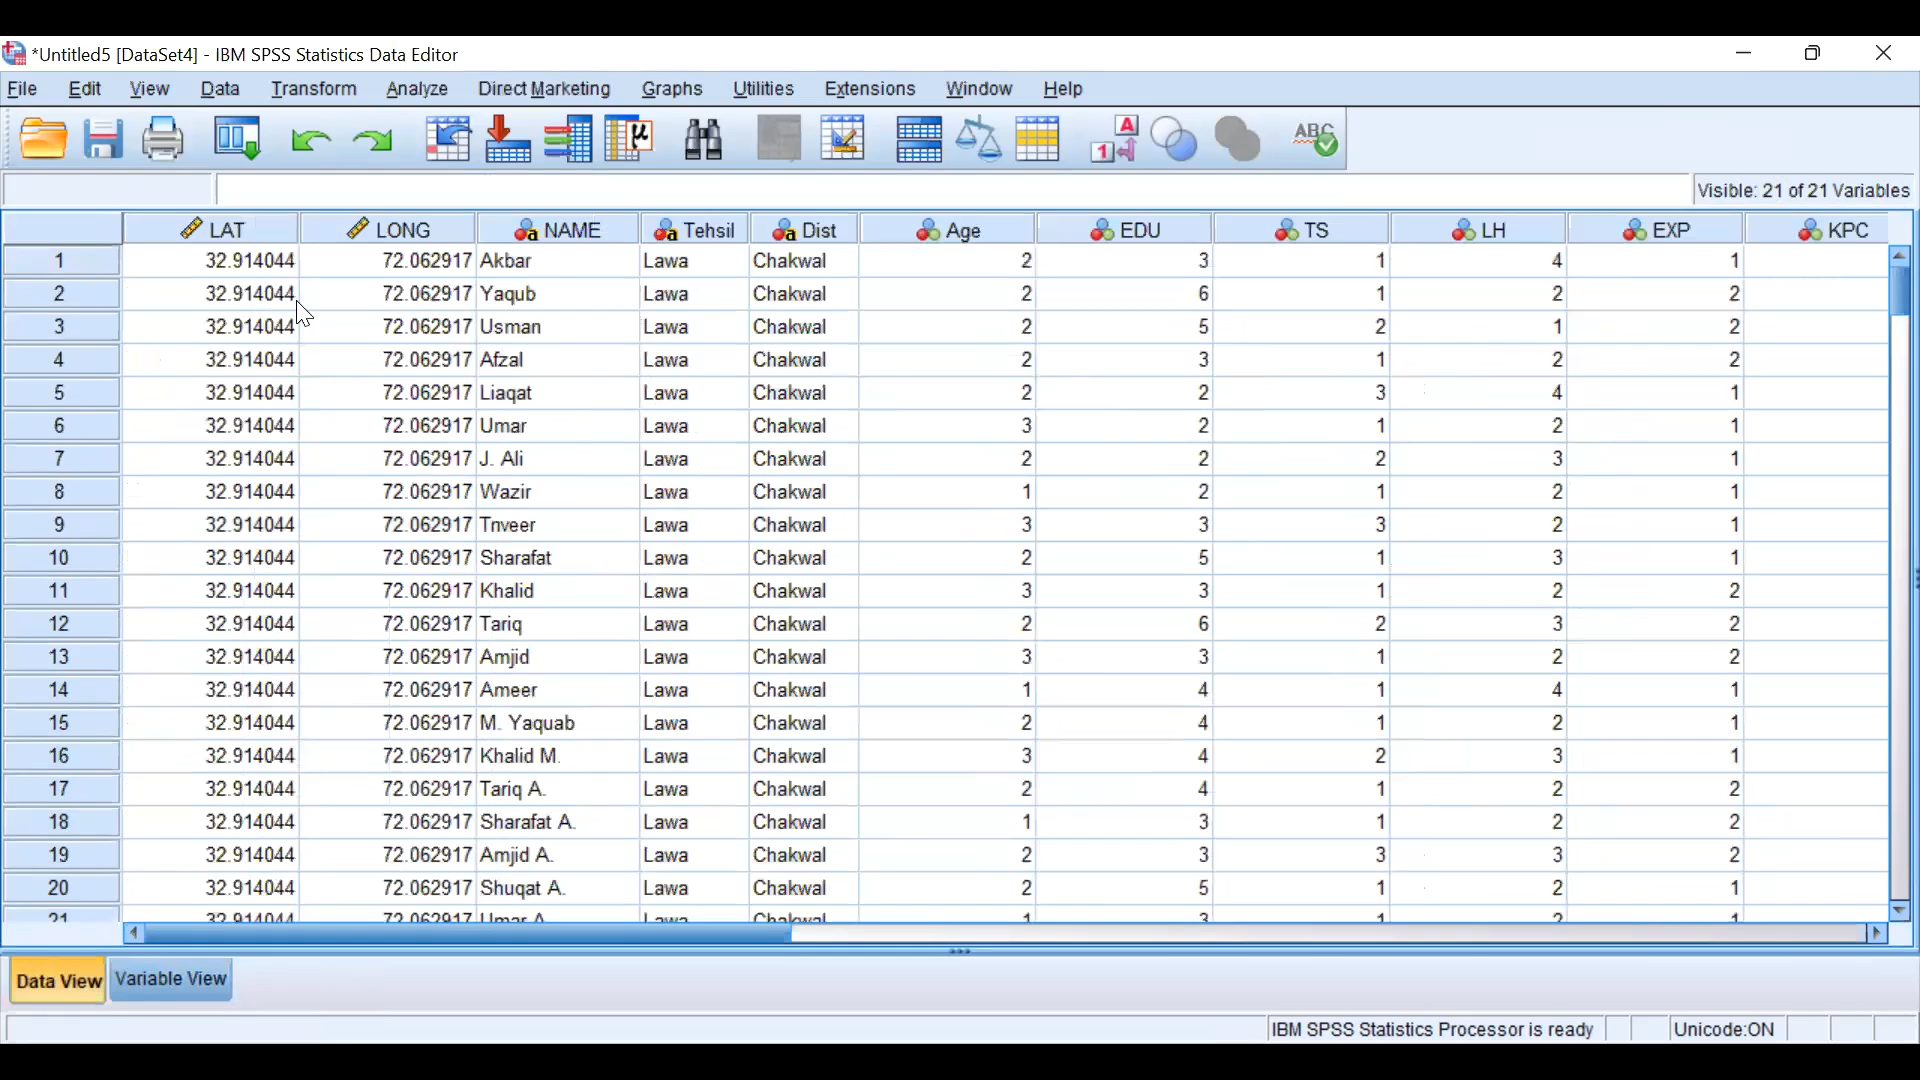 *Untitled5 [DataSet4] - IBM SPSS Statistics Data Editor
File Edit View Data Transform Analyze Direct Marketing Graphs Utilities Extensions Window Help
Visible: 21 of 21 Variables
LAT LONG NAME Tehsil Dist Age EDU TS LH EXP KPC
1 32.914044 72.062917 Akbar Lawa Chakwal 2 3 1 4 1
2 32.914044 72.062917 Yaqub Lawa Chakwal 2 6 1 2 2
3 32.914044 72.062917 Usman Lawa Chakwal 2 5 2 1 2
4 32.914044 72.062917 Afzal Lawa Chakwal 2 3 1 2 2
5 32.914044 72.062917 Liaqat Lawa Chakwal 2 2 3 4 1
6 32.914044 72.062917 Umar Lawa Chakwal 3 2 1 2 1
7 32.914044 72.062917 J. Ali Lawa Chakwal 2 2 2 3 1
8 32.914044 72.062917 Wazir Lawa Chakwal 1 2 1 2 1
9 32.914044 72.062917 Tnveer Lawa Chakwal 3 3 3 2 1
10 32.914044 72.062917 Sharafat Lawa Chakwal 2 5 1 3 1
11 32.914044 72.062917 Khalid Lawa Chakwal 3 3 1 2 2
12 32.914044 72.062917 Tariq Lawa Chakwal 2 6 2 3 2
13 32.914044 72.062917 Amjid Lawa Chakwal 3 3 1 2 2
14 32.914044 72.062917 Ameer Lawa Chakwal 1 4 1 4 1
15 32.914044 72.062917 M. Yaquab Lawa Chakwal 2 4 1 2 1
16 32.914044 72.062917 Khalid M. Lawa Chakwal 3 4 2 3 1
17 32.914044 72.062917 Tariq A. Lawa Chakwal 2 4 1 2 2
18 32.914044 72.062917 Sharafat A. Lawa Chakwal 1 3 1 2 2
19 32.914044 72.062917 Amjid A. Lawa Chakwal 2 3 3 3 2
20 32.914044 72.062917 Shuqat A. Lawa Chakwal 2 5 1 2 1
21 32.914044 72.062917 Umar A. Lawa Chakwal 1 3 1 2 1
Data View Variable View
IBM SPSS Statistics Processor is ready Unicode:ON